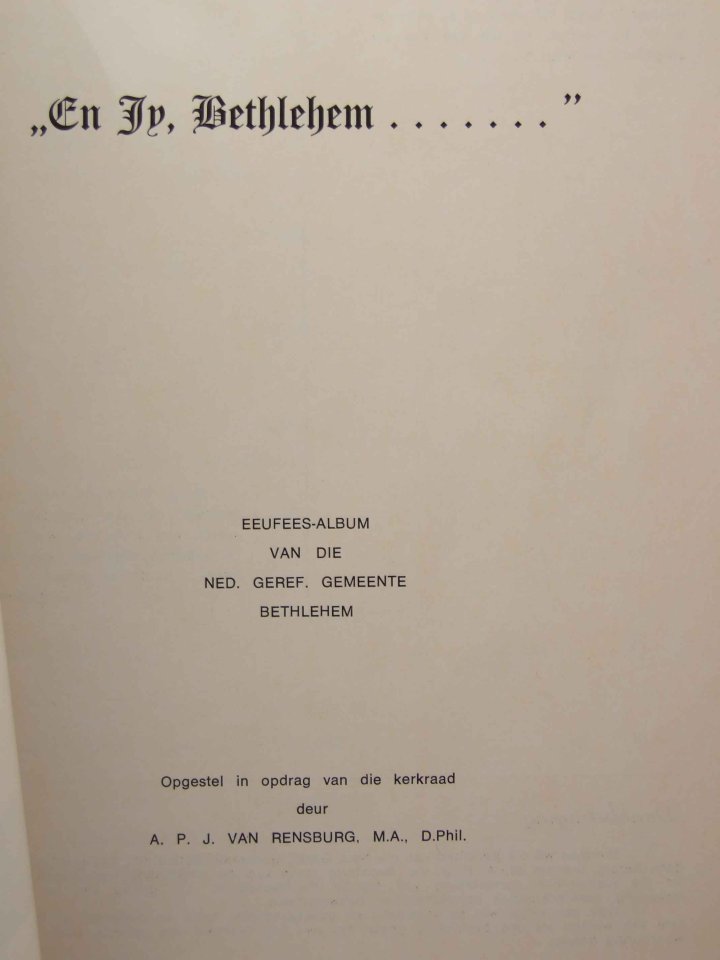 „En Jy, Bethlehem . . . . . . . ”
EEUFEES-ALBUM
VAN DIE
NED. GEREF. GEMEENTE
BETHLEHEM
Opgestel in opdrag van die kerkraad
deur
A. P. J. VAN RENSBURG, M.A., D.Phil.